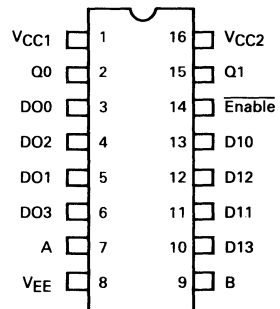 VCC1 1 16 VCC2
Q0 2 15 Q1
DO0 3 14 Enable
DO2 4 13 D10
DO1 5 12 D12
DO3 6 11 D11
A 7 10 D13
VEE 8 9 B